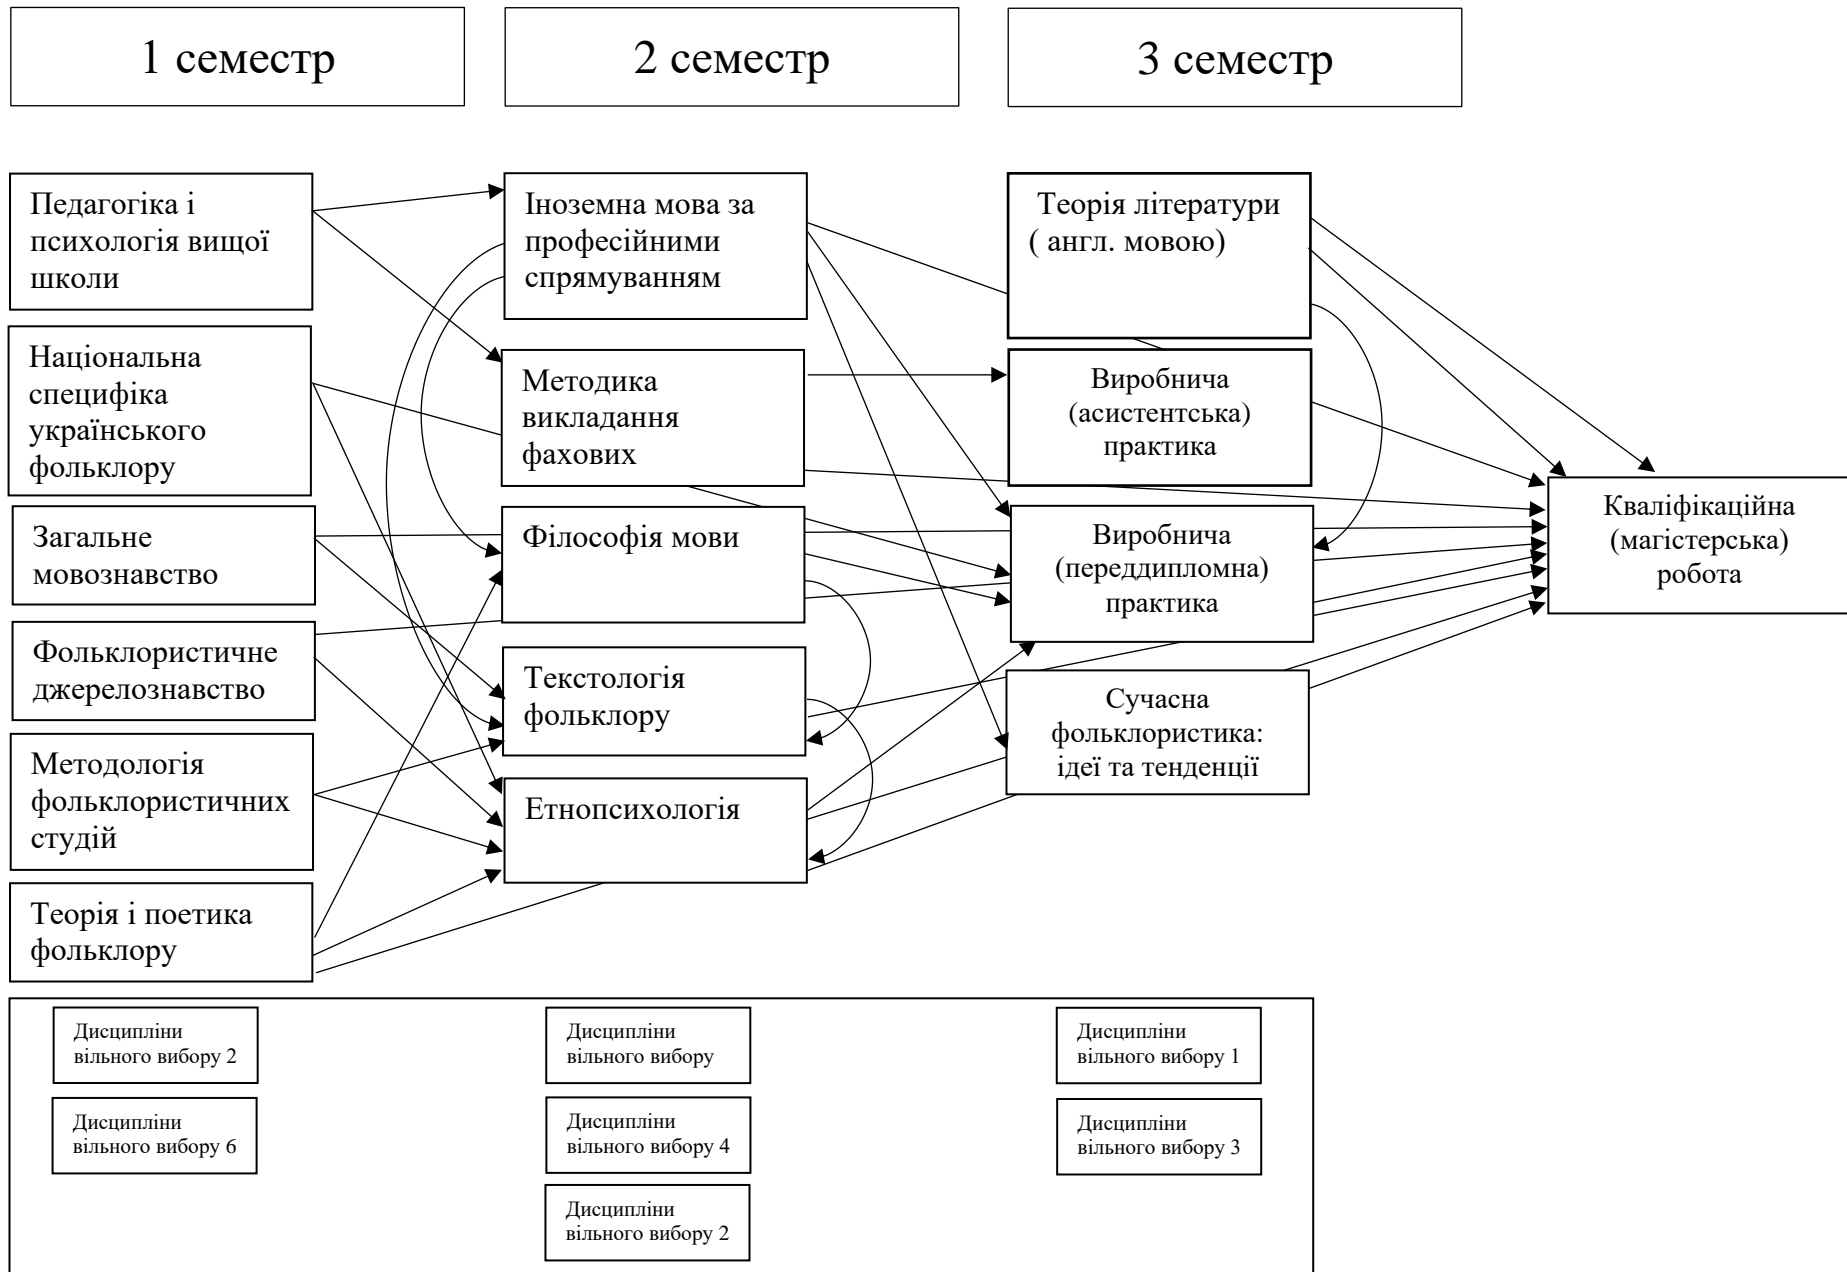 1 семестр
2 семестр
3 семестр
Педагогіка і
психологія вищої
школи
Національна
специфіка
українського
фольклору
Загальне
мовознавство
Фольклористичне
джерелознавство
Методологія
фольклористичних
студій
Теорія і поетика
фольклору
Іноземна мова за
професійними
спрямуванням
Методика
викладання
фахових
Філософія мови
Текстологія
фольклору
Етнопсихологія
Теорія літератури
( англ. мовою)
Виробнича
(асистентська)
практика
Виробнича
(переддипломна)
практика
Сучасна
фольклористика:
ідеї та тенденції
Кваліфікаційна
(магістерська)
робота
Дисципліни
вільного вибору 2
Дисципліни
вільного вибору 6
Дисципліни
вільного вибору
Дисципліни
вільного вибору 4
Дисципліни
вільного вибору 2
Дисципліни
вільного вибору 1
Дисципліни
вільного вибору 3